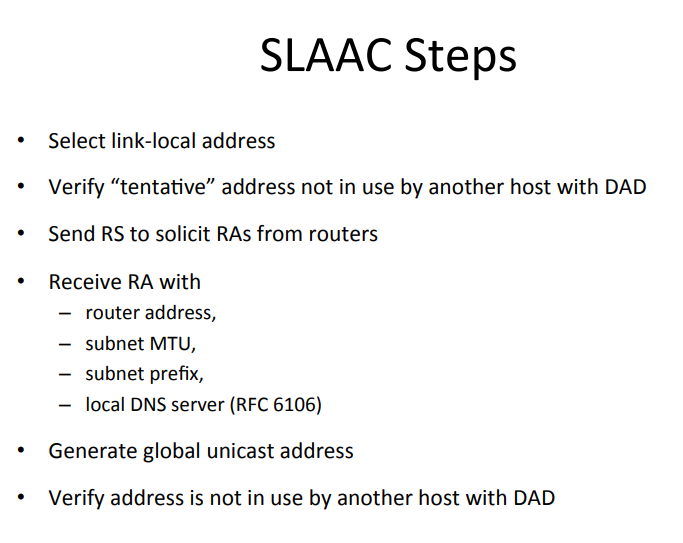 SLAAC Steps
• Select link-local address
• Verify “tentative” address not in use by another host with DAD
• Send RS to solicit RAs from routers
• Receive RA with
– router address,
– subnet MTU,
– subnet prefix,
– local DNS server (RFC 6106)
• Generate global unicast address
• Verify address is not in use by another host with DAD